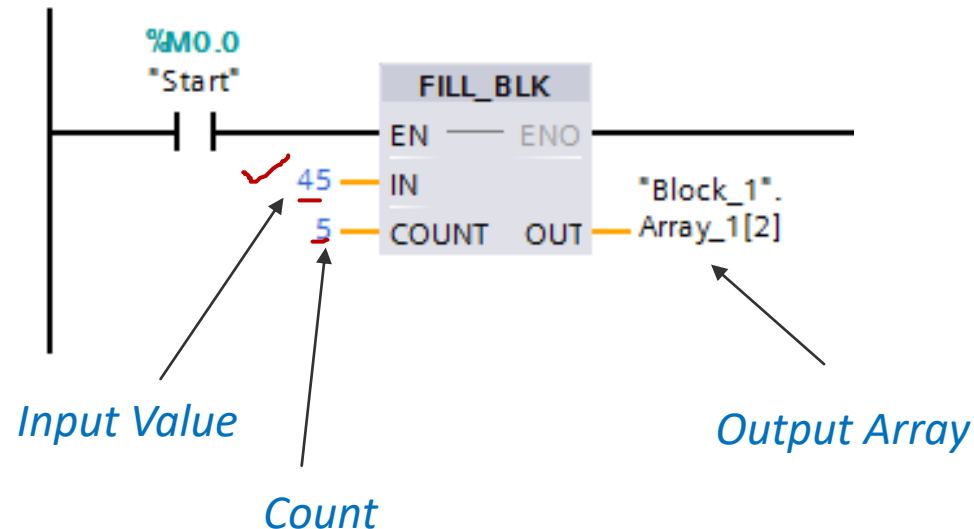 %M0.0
"Start"
FILL_BLK
EN ENO
45 IN
"Block_1".
5 COUNT OUT Array_1[2]
Input Value
Output Array
Count